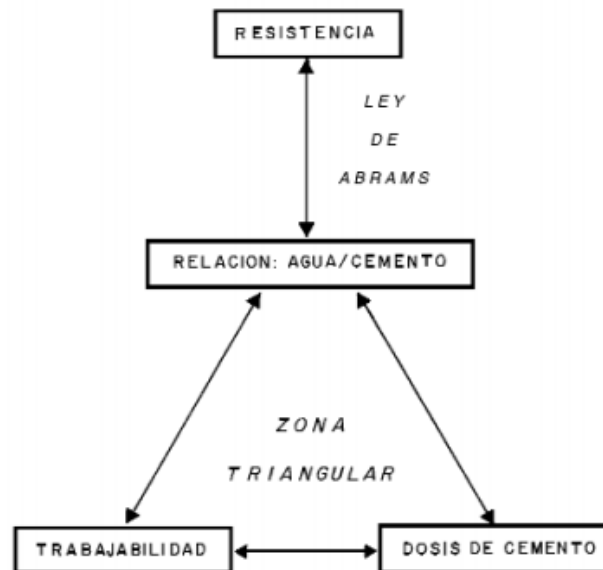 RESISTENCIA
LEY
DE
ABRAMS
RELACION: AGUA/CEMENTO
ZONA
TRIANGULAR
TRABAJABILIDAD
DOSIS DE CEMENTO